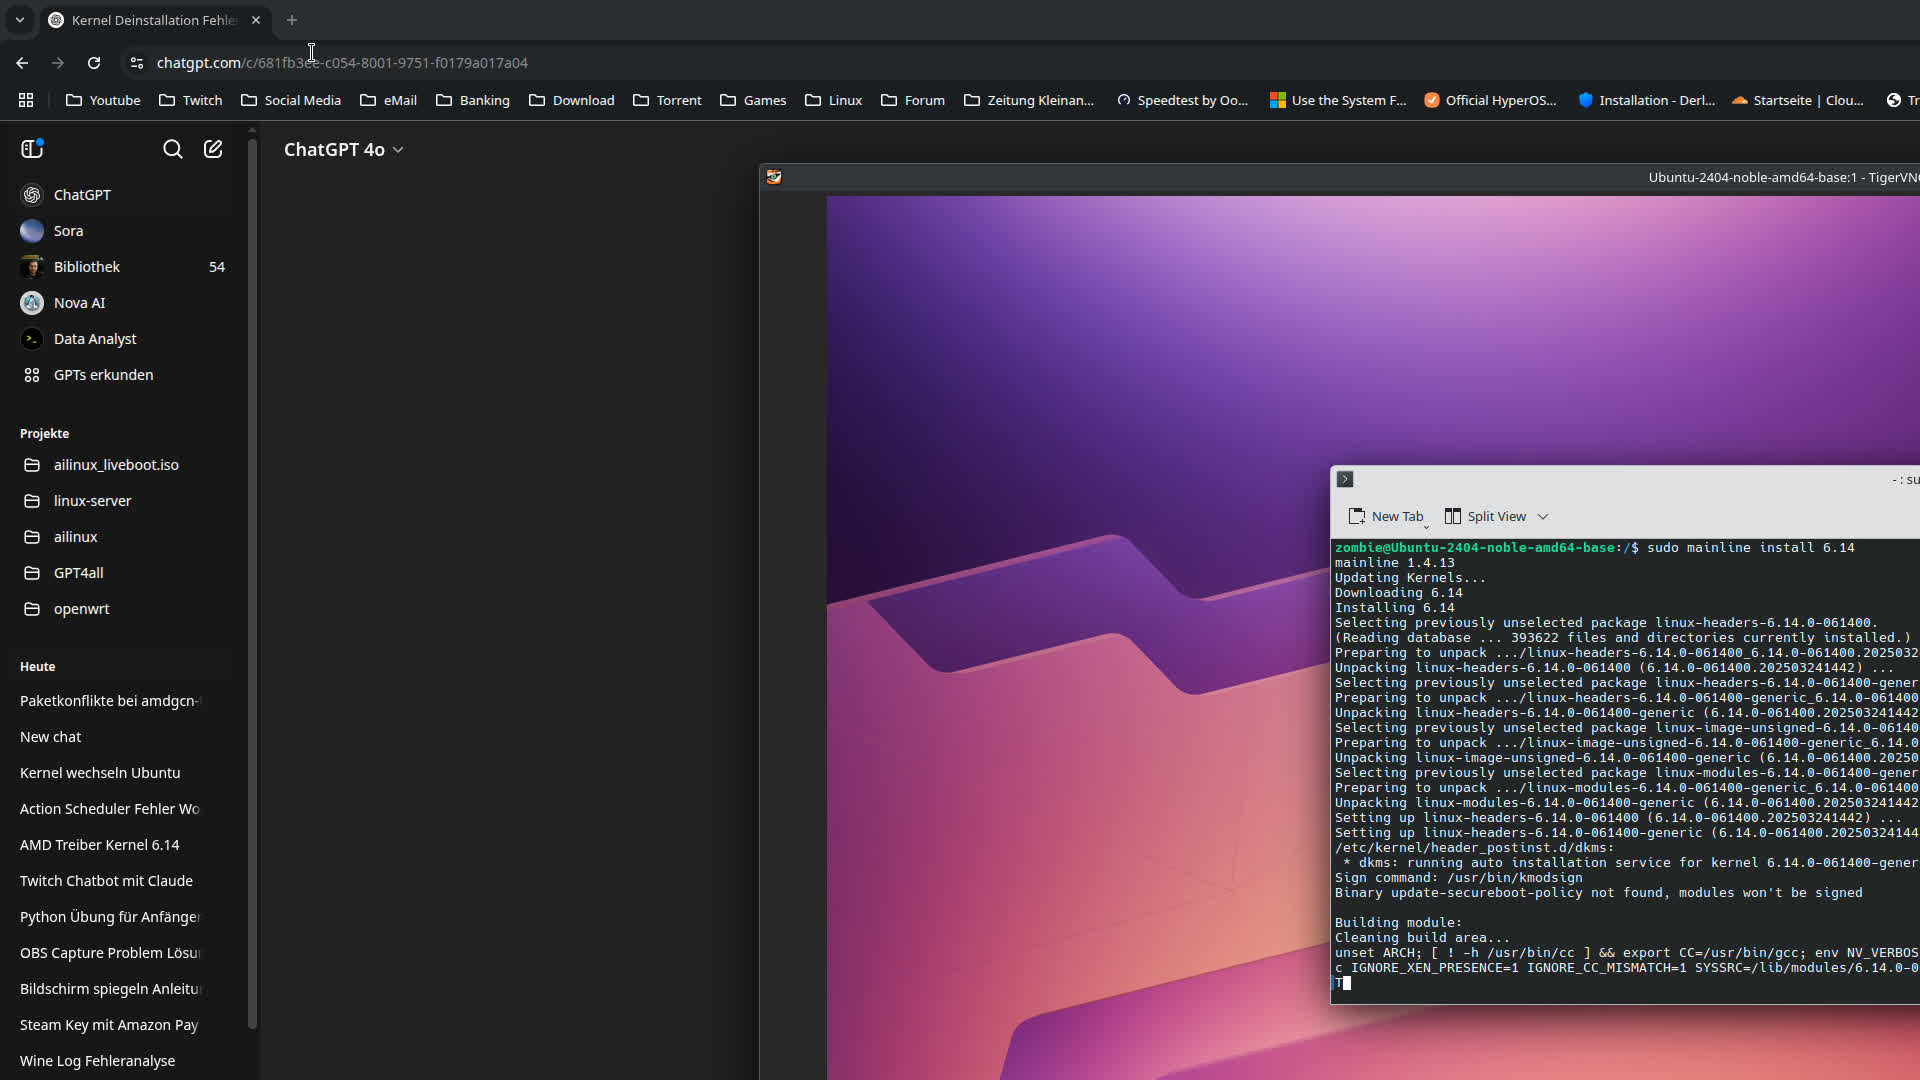 Kernel Deinstallation Fehle
chatgpt.com/c/681fb3ee-c054-8001-9751-f0179a017a04
Youtube
Twitch
Social Media
eMail
Banking
Download
Torrent
Games
Linux
Forum
Zeitung Kleinan...
Speedtest by Oo...
Use the System F...
Official HyperOS...
Installation - Derl...
Startseite | Clou...
Tr
ChatGPT 4o
ChatGPT
Sora
Bibliothek 54
Nova AI
Data Analyst
GPTs erkunden
Projekte
ailinux_liveboot.iso
linux-server
ailinux
GPT4all
openwrt
Heute
Paketkonflikte bei amdgcn-
New chat
Kernel wechseln Ubuntu
Action Scheduler Fehler Wo
AMD Treiber Kernel 6.14
Twitch Chatbot mit Claude
Python Übung für Anfänger
OBS Capture Problem Lösu
Bildschirm spiegeln Anleitu
Steam Key mit Amazon Pay
Wine Log Fehleranalyse
Ubuntu-2404-noble-amd64-base:1 - TigerVN
- : su
New Tab
Split View
zombie@Ubuntu-2404-noble-amd64-base:/$ sudo mainline install 6.14
mainline 1.4.13
Updating Kernels...
Downloading 6.14
Installing 6.14
Selecting previously unselected package linux-headers-6.14.0-061400.
(Reading database ... 393622 files and directories currently installed.)
Preparing to unpack .../linux-headers-6.14.0-061400_6.14.0-061400.2025032
Unpacking linux-headers-6.14.0-061400 (6.14.0-061400.202503241442) ...
Selecting previously unselected package linux-headers-6.14.0-061400-gener
Preparing to unpack .../linux-headers-6.14.0-061400-generic_6.14.0-061400
Unpacking linux-headers-6.14.0-061400-generic (6.14.0-061400.202503241442
Selecting previously unselected package linux-image-unsigned-6.14.0-06140
Preparing to unpack .../linux-image-unsigned-6.14.0-061400-generic_6.14.0
Unpacking linux-image-unsigned-6.14.0-061400-generic (6.14.0-061400.20250
Selecting previously unselected package linux-modules-6.14.0-061400-gener
Preparing to unpack .../linux-modules-6.14.0-061400-generic_6.14.0-061400
Unpacking linux-modules-6.14.0-061400-generic (6.14.0-061400.202503241442
Setting up linux-headers-6.14.0-061400 (6.14.0-061400.202503241442) ...
Setting up linux-headers-6.14.0-061400-generic (6.14.0-061400.20250324144
/etc/kernel/header_postinst.d/dkms:
* dkms: running auto installation service for kernel 6.14.0-061400-gener
Sign command: /usr/bin/kmodsign
Binary update-secureboot-policy not found, modules won't be signed
Building module:
Cleaning build area...
unset ARCH; [ ! -h /usr/bin/cc ] && export CC=/usr/bin/gcc; env NV_VERBOS
c IGNORE_XEN_PRESENCE=1 IGNORE_CC_MISMATCH=1 SYSSRC=/lib/modules/6.14.0-0
T